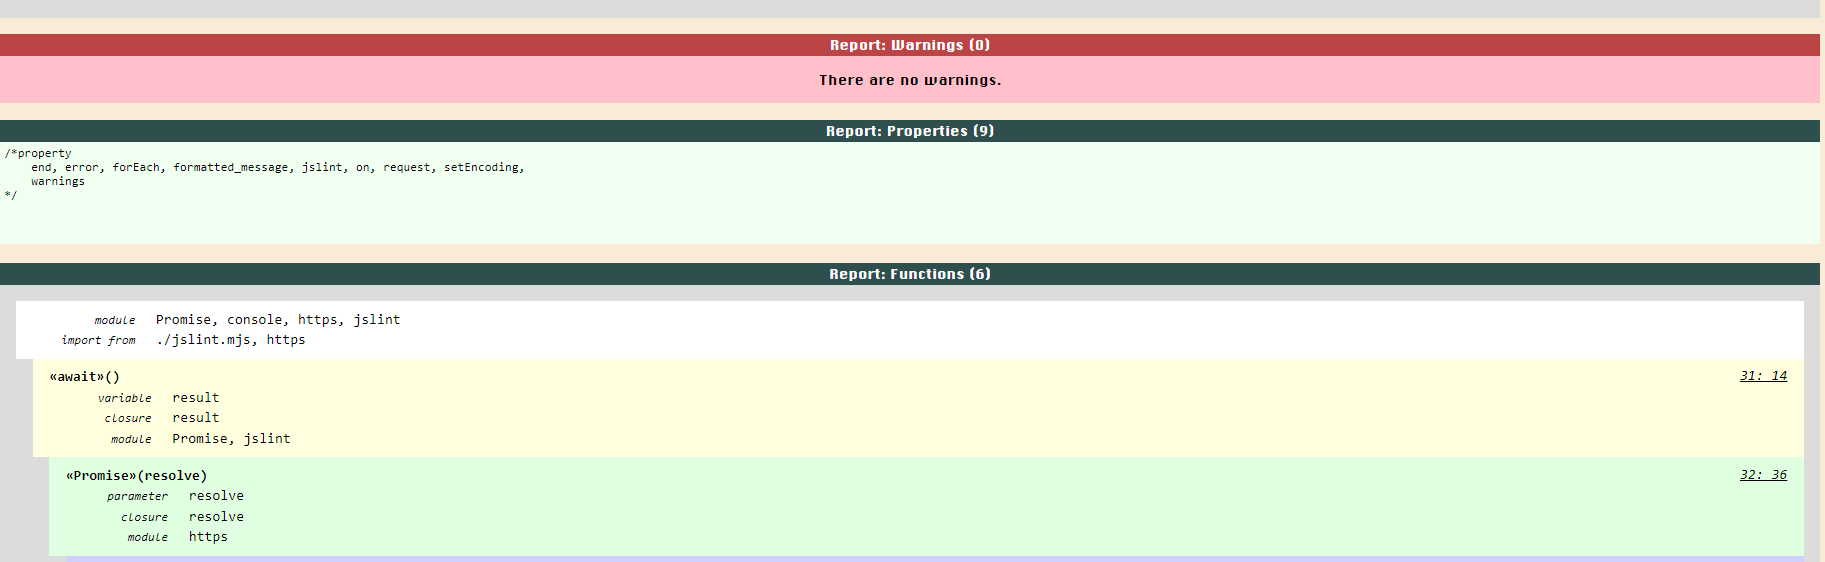 Report: Warnings (0)
There are no warnings.
Report: Properties (9)
/*property
end, error, forEach, formatted_message, jslint, on, request, setEncoding,
warnings
*/
Report: Functions (6)
module Promise, console, https, jslint
import from ./jslint.mjs, https
«await»() 31: 14
variable result
closure result
module Promise, jslint
«Promise»(resolve) 32: 36
parameter resolve
closure resolve
module https